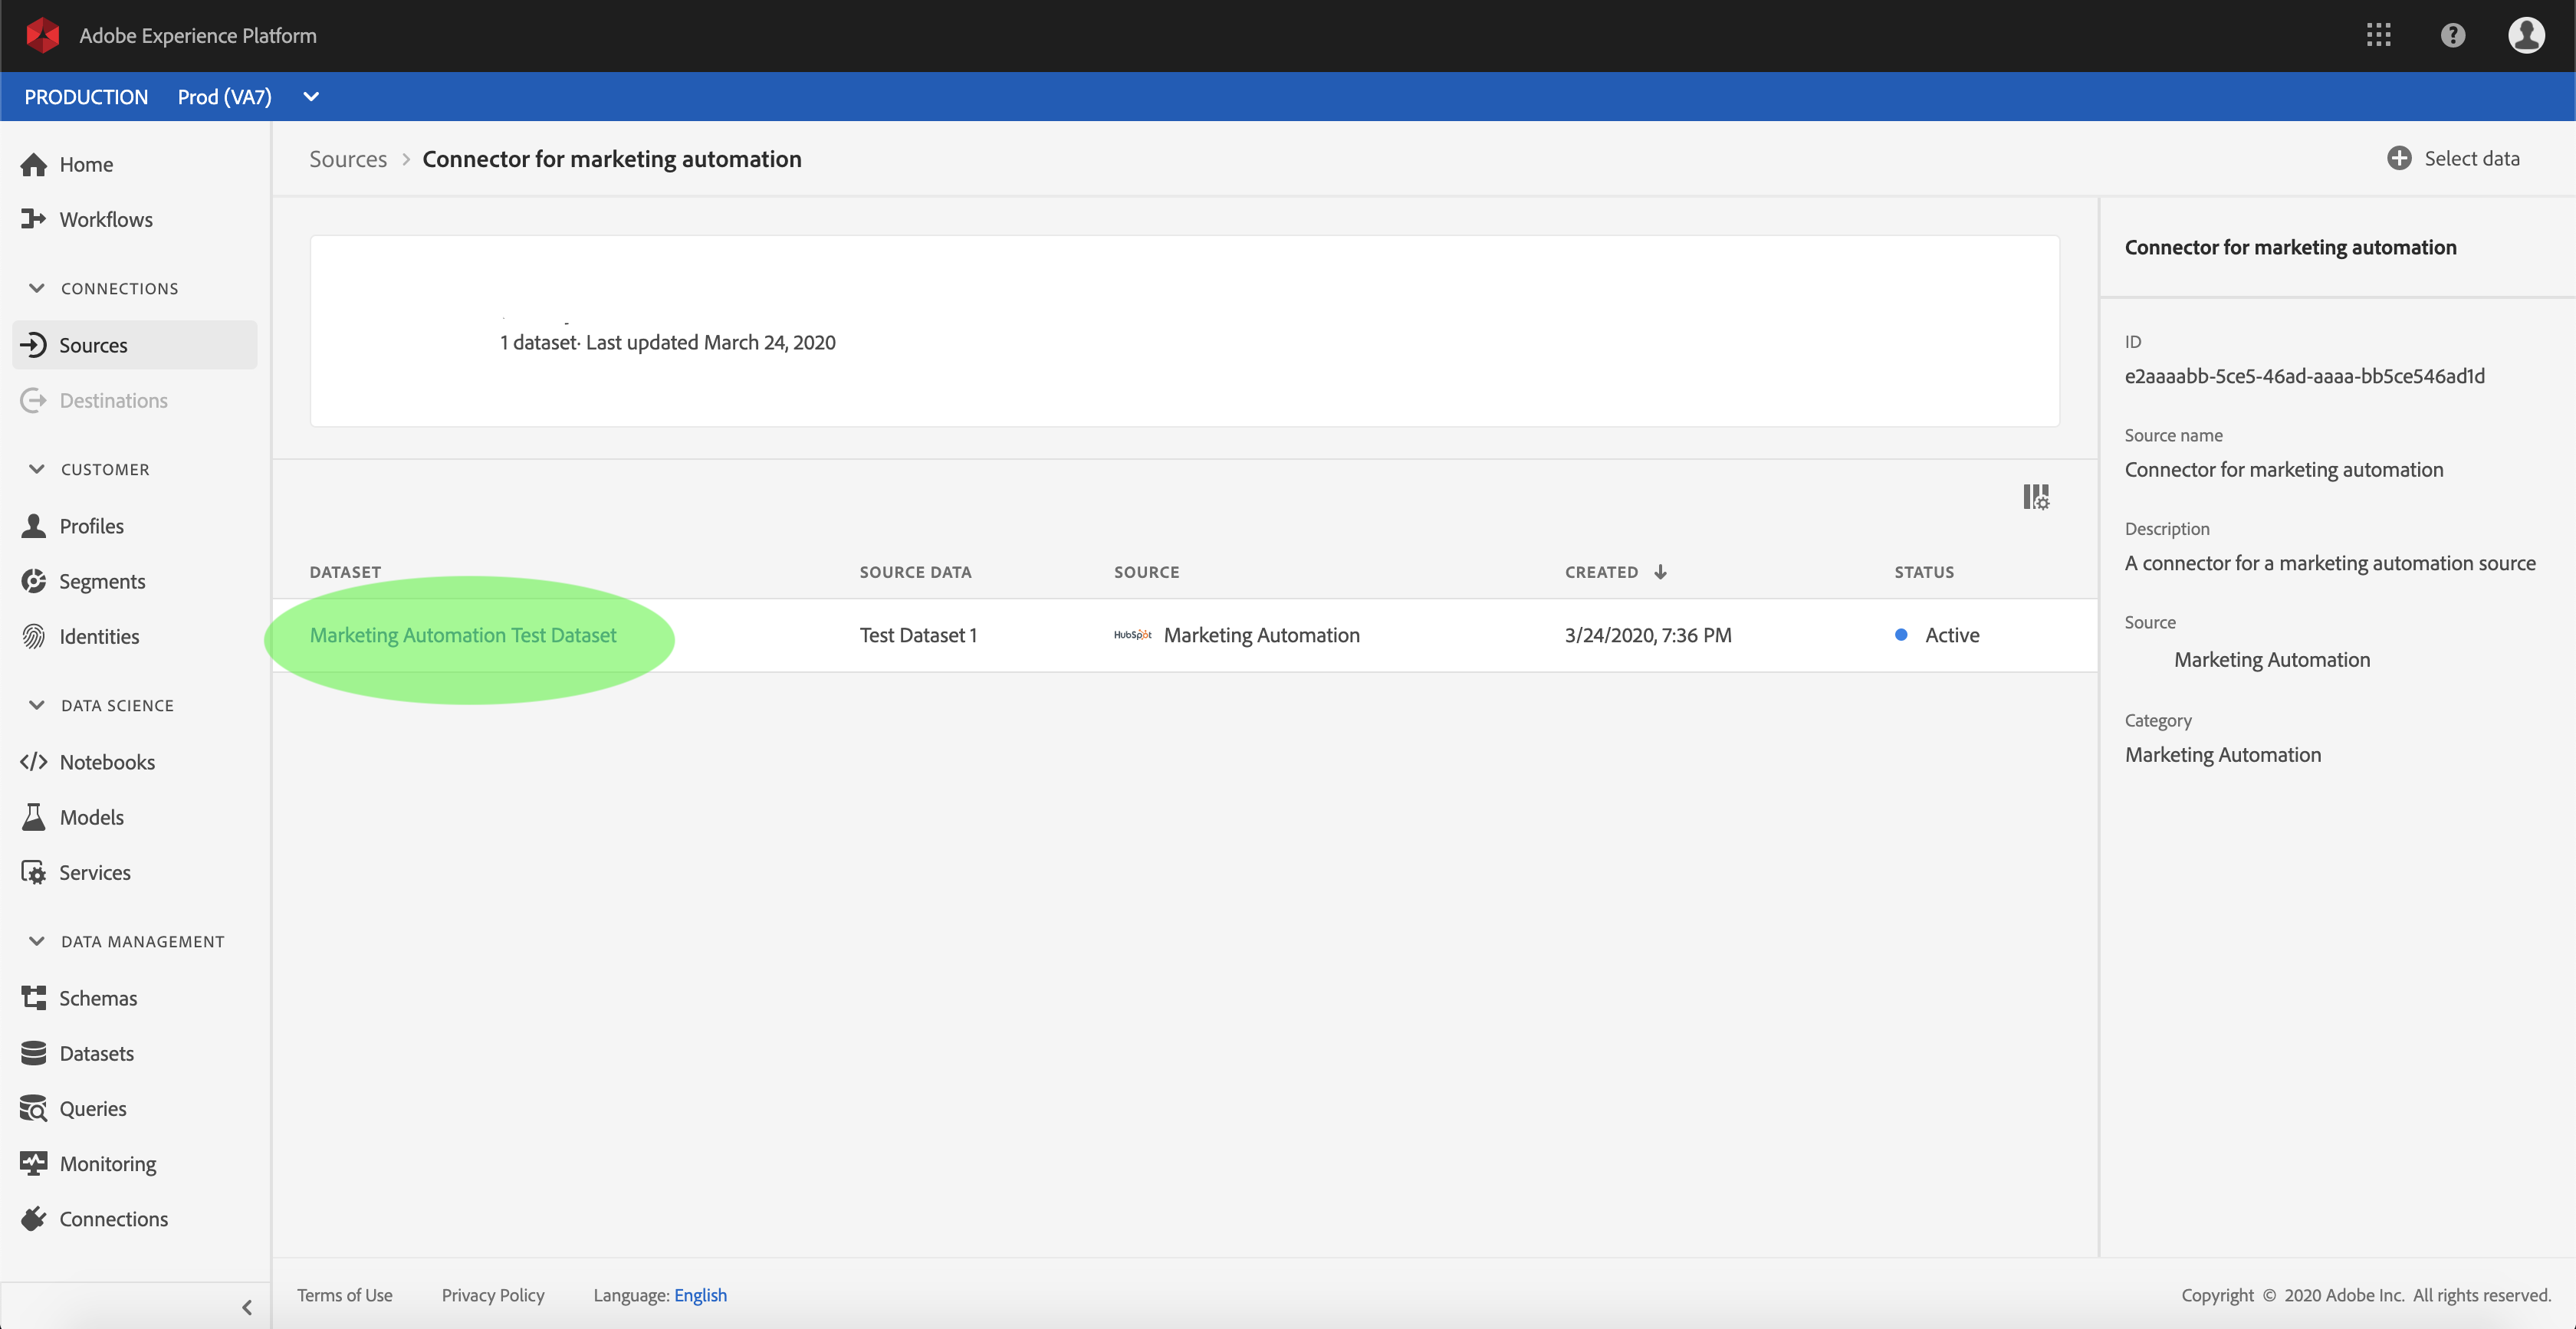 Adobe Experience Platform
PRODUCTION Prod (VA7)
Home
Workflows
CONNECTIONS
Sources
Destinations
CUSTOMER
Profiles
Segments
Identities
DATA SCIENCE
Notebooks
Models
Services
DATA MANAGEMENT
Schemas
Datasets
Queries
Monitoring
Connections
Sources > Connector for marketing automation
Select data
1 dataset· Last updated March 24, 2020
DATASET SOURCE DATA SOURCE CREATED STATUS
Marketing Automation Test Dataset Test Dataset 1 HubSpot Marketing Automation 3/24/2020, 7:36 PM Active
Connector for marketing automation
ID
e2aaaabb-5ce5-46ad-aaaa-bb5ce546ad1d
Source name
Connector for marketing automation
Description
A connector for a marketing automation source
Source
Marketing Automation
Category
Marketing Automation
Terms of Use Privacy Policy Language: English
Copyright © 2020 Adobe Inc. All rights reserved.